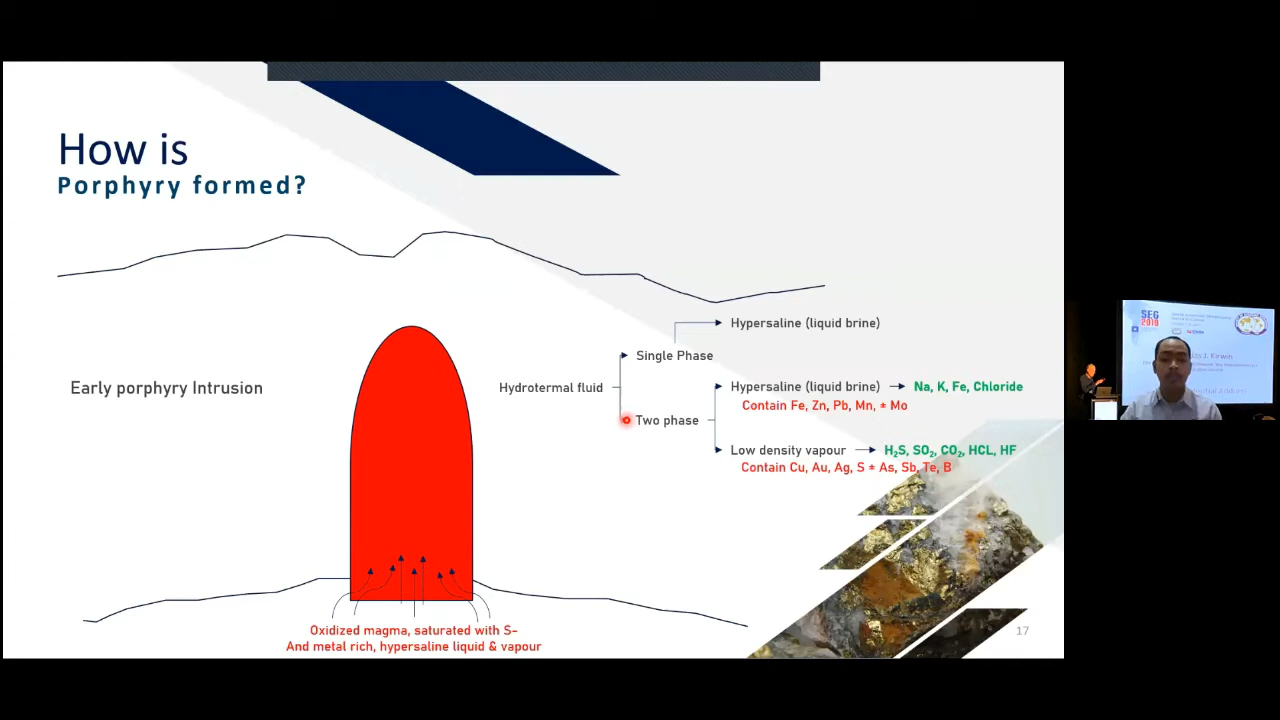 How is
Porphyry formed?
Early porphyry Intrusion
Hydrotermal fluid
Single Phase
Two phase
Hypersaline (liquid brine)
Hypersaline (liquid brine)
Na, K, Fe, Chloride
Contain Fe, Zn, Pb, Mn, ± Mo
Low density vapour
H₂S, SO₂, CO₂, HCL, HF
Contain Cu, Au, Ag, S ± As, Sb, Te, B
Oxidized magma, saturated with S-
And metal rich, hypersaline liquid & vapour
17
SEG
2019
J. Kirwin